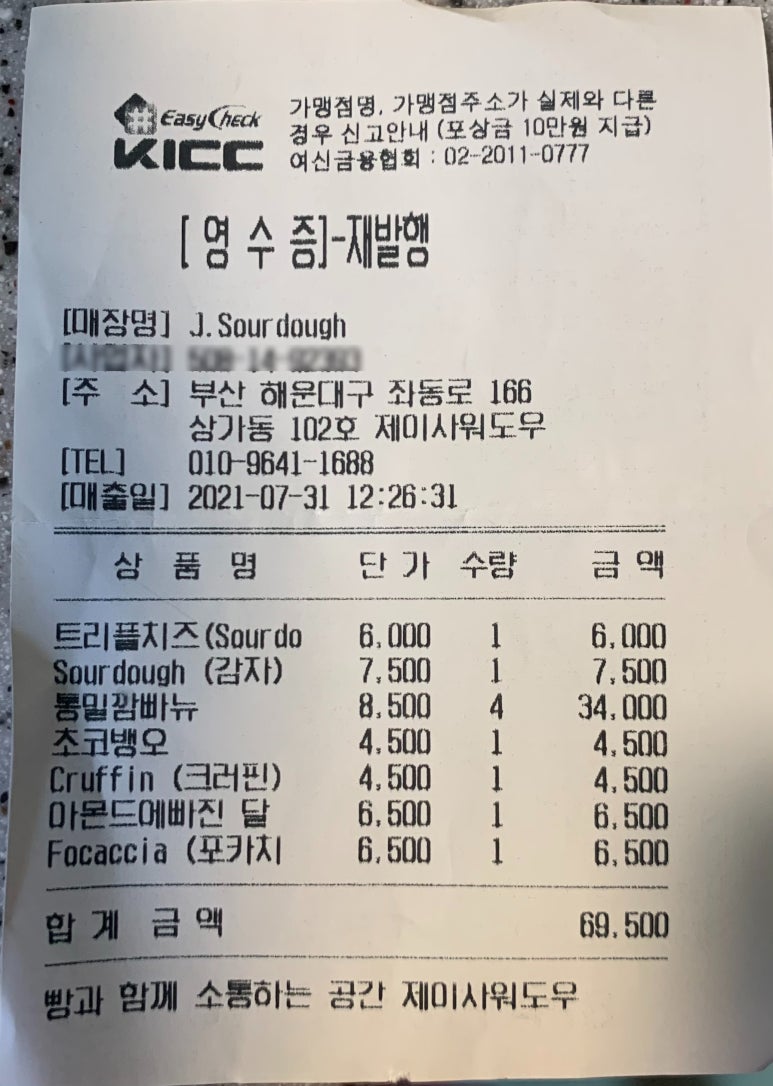 EasyCheck
KICC
가맹점명, 가맹점주소가 실제와 다른
경우 신고안내 (포상금 10만원 지급)
여신금융협회 : 02-2011-0777
[영 수 증]-재발행
[매장명] J.Sourdough
[주 소] 부산 해운대구 좌동로 166
상가동 102호 제미사워도우
[TEL] 010-9641-1688
[매출일] 2021-07-31 12:26:31
상 품 명 단 가 수량 금 액
트리플치즈(Sourdo 6,000 1 6,000
Sourdough (감자) 7,500 1 7,500
통밀깜빠뉴 8,500 4 34,000
초코뱅오 4,500 1 4,500
Cruffin (크러핀) 4,500 1 4,500
아몬드에빠진 달 6,500 1 6,500
Focaccia (포카치 6,500 1 6,500
합 계 금 액 69,500
빵과 함께 소통하는 공간 제미사워도우